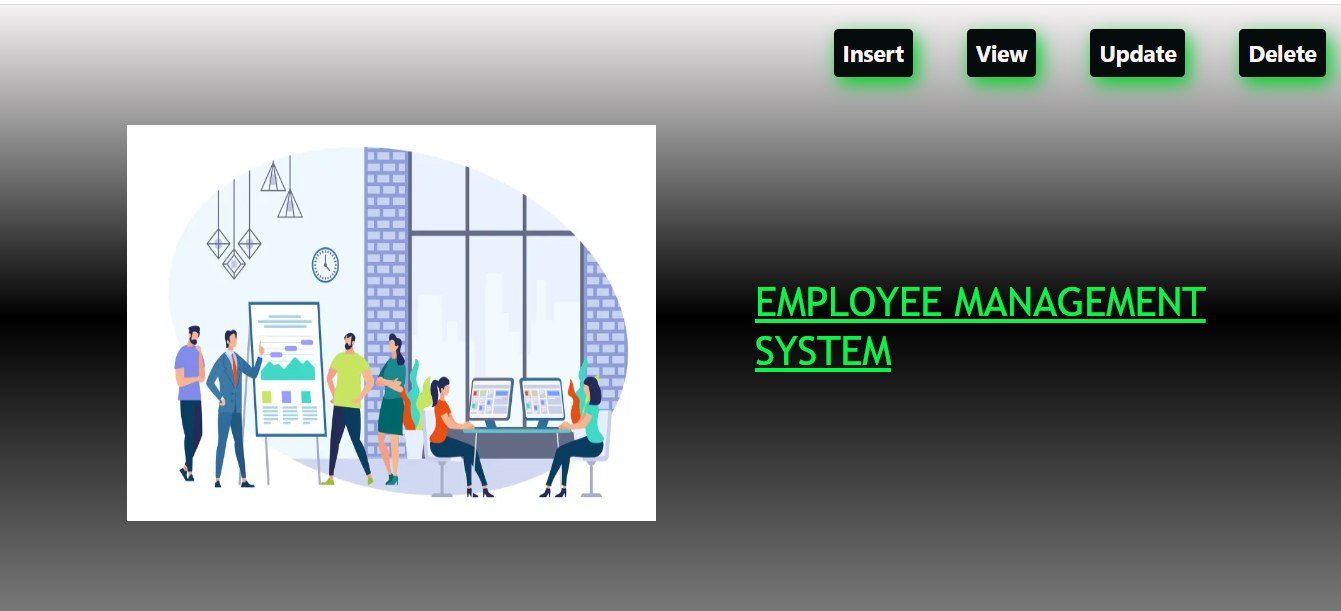 Insert View Update Delete
EMPLOYEE MANAGEMENT
SYSTEM